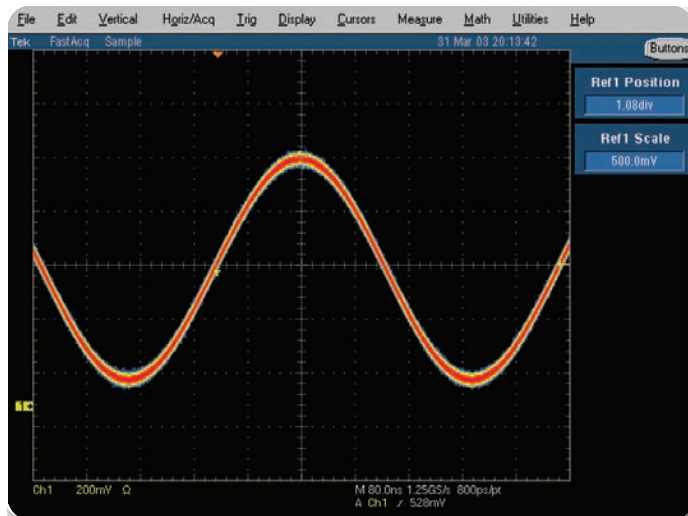 File Edit Vertical Horiz/Acq Trig Display Cursors Measure Math Utilities Help
Tek FastAcq Sample 31 Mar 03 20:13:42 Buttons
Ref1 Position
1.08div
Ref1 Scale
500.0mV
1
Ch1 200mV Ω M 80.0ns 1.25GS/s 800ps/pt
A Ch1 ∕ 528mV